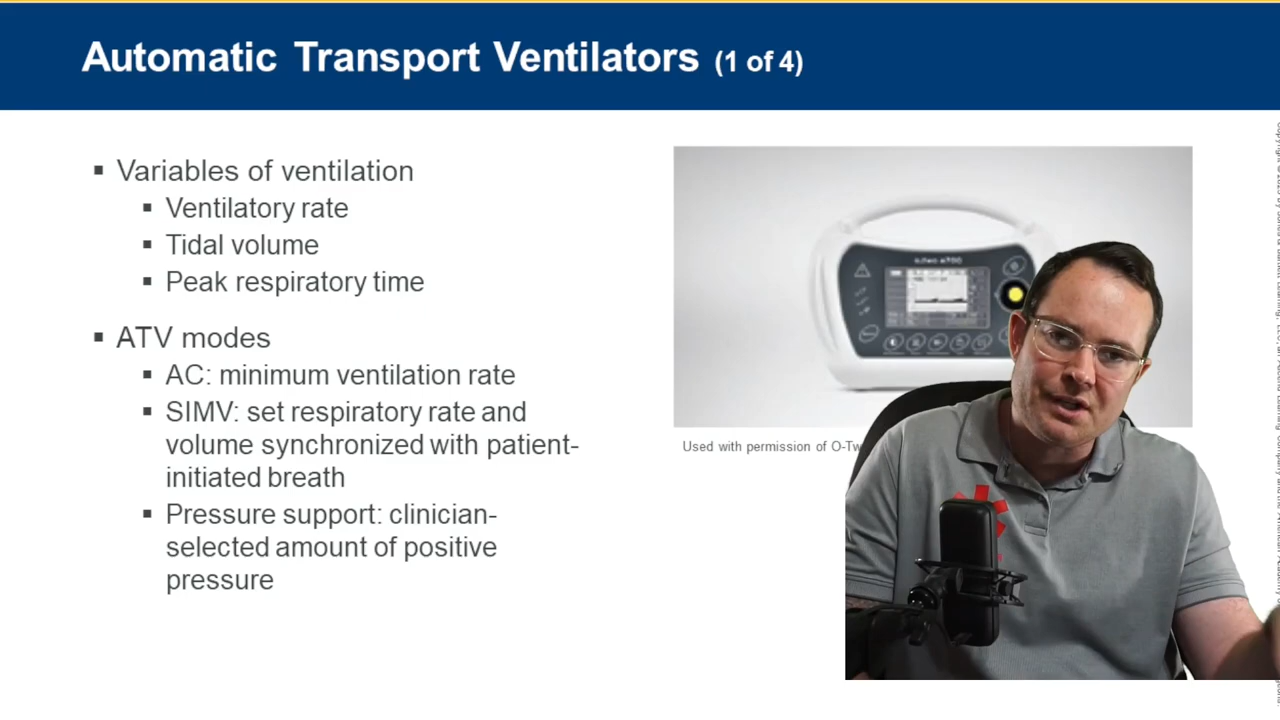 Automatic Transport Ventilators (1 of 4)
▪ Variables of ventilation
▪ Ventilatory rate
▪ Tidal volume
▪ Peak respiratory time
▪ ATV modes
▪ AC: minimum ventilation rate
▪ SIMV: set respiratory rate and
volume synchronized with patient-
initiated breath
▪ Pressure support: clinician-
selected amount of positive
pressure
Used with permission of